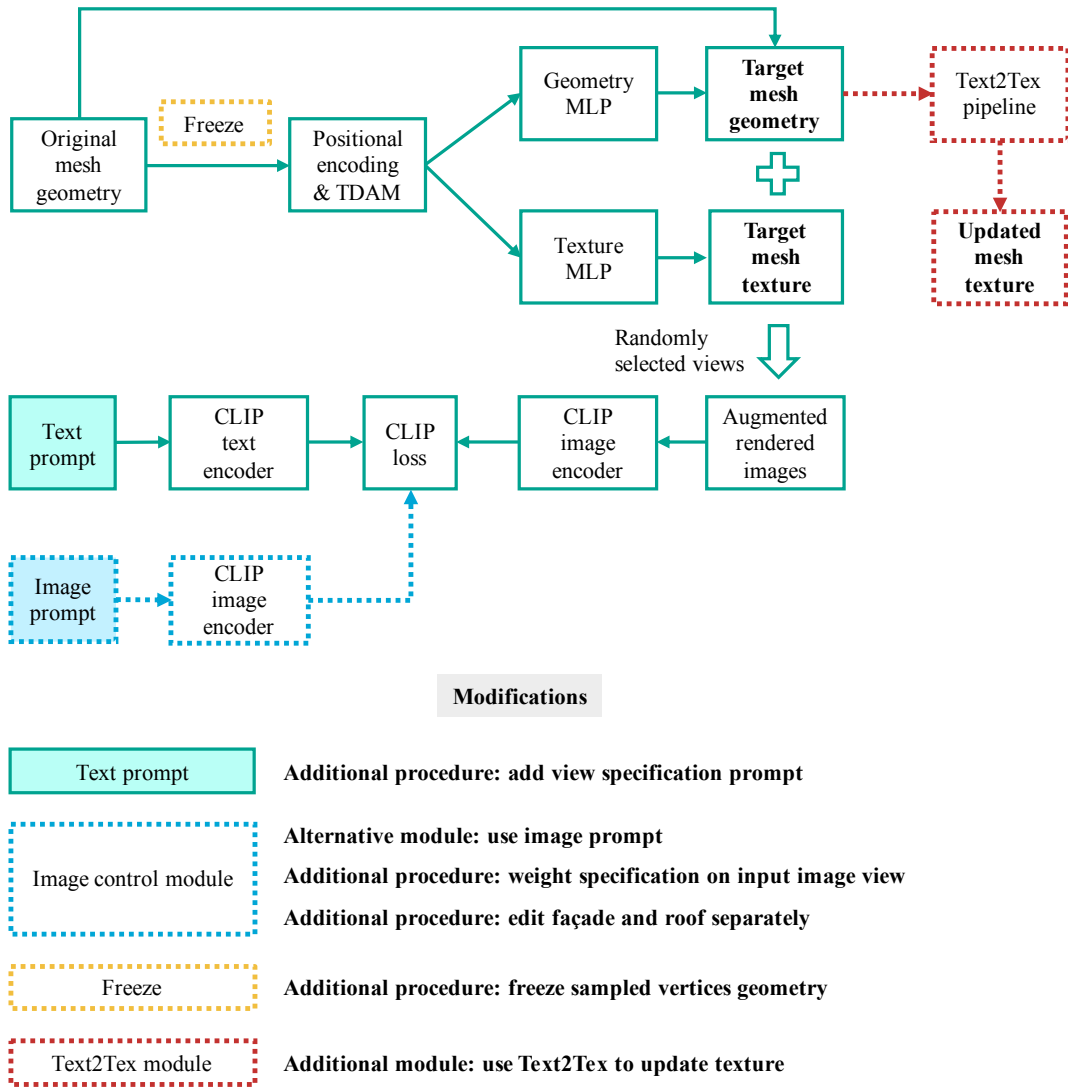 Original
mesh
geometry
Freeze
Positional
encoding
& TDAM
Geometry
MLP
Target
mesh
geometry
Text2Tex
pipeline
Texture
MLP
Target
mesh
texture
Updated
mesh
texture
Randomly
selected views
Text
prompt
CLIP
text
encoder
CLIP
loss
CLIP
image
encoder
Augmented
rendered
images
Image
prompt
CLIP
image
encoder
Modifications
Text prompt
Additional procedure: add view specification prompt
Image control module
Alternative module: use image prompt
Additional procedure: weight specification on input image view
Additional procedure: edit façade and roof separately
Freeze
Additional procedure: freeze sampled vertices geometry
Text2Tex module
Additional module: use Text2Tex to update texture